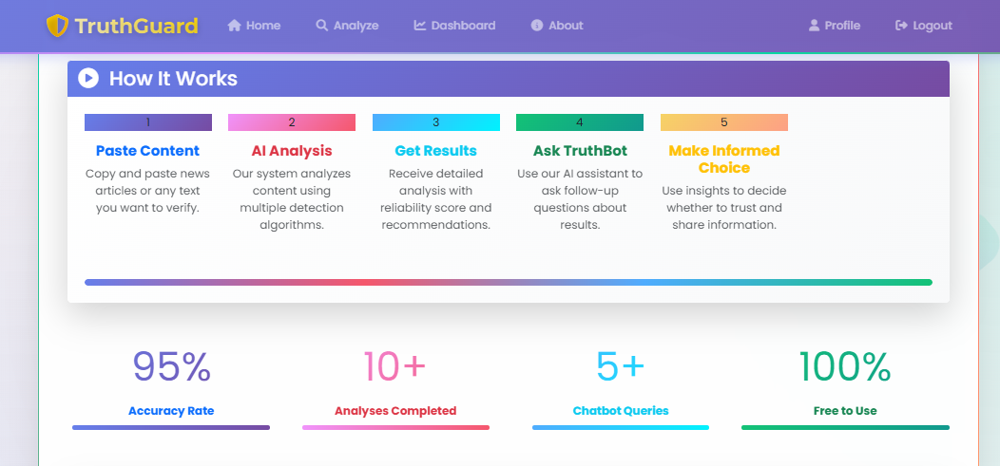 TruthGuard Home Analyze Dashboard About Profile Logout
How It Works
1
Paste Content
Copy and paste news
articles or any text
you want to verify.
2
AI Analysis
Our system analyzes
content using
multiple detection
algorithms.
3
Get Results
Receive detailed
analysis with
reliability score and
recommendations.
4
Ask TruthBot
Use our AI assistant to
ask follow-up
questions about
results.
5
Make Informed
Choice
Use insights to decide
whether to trust and
share information.
95%
Accuracy Rate
10+
Analyses Completed
5+
Chatbot Queries
100%
Free to Use